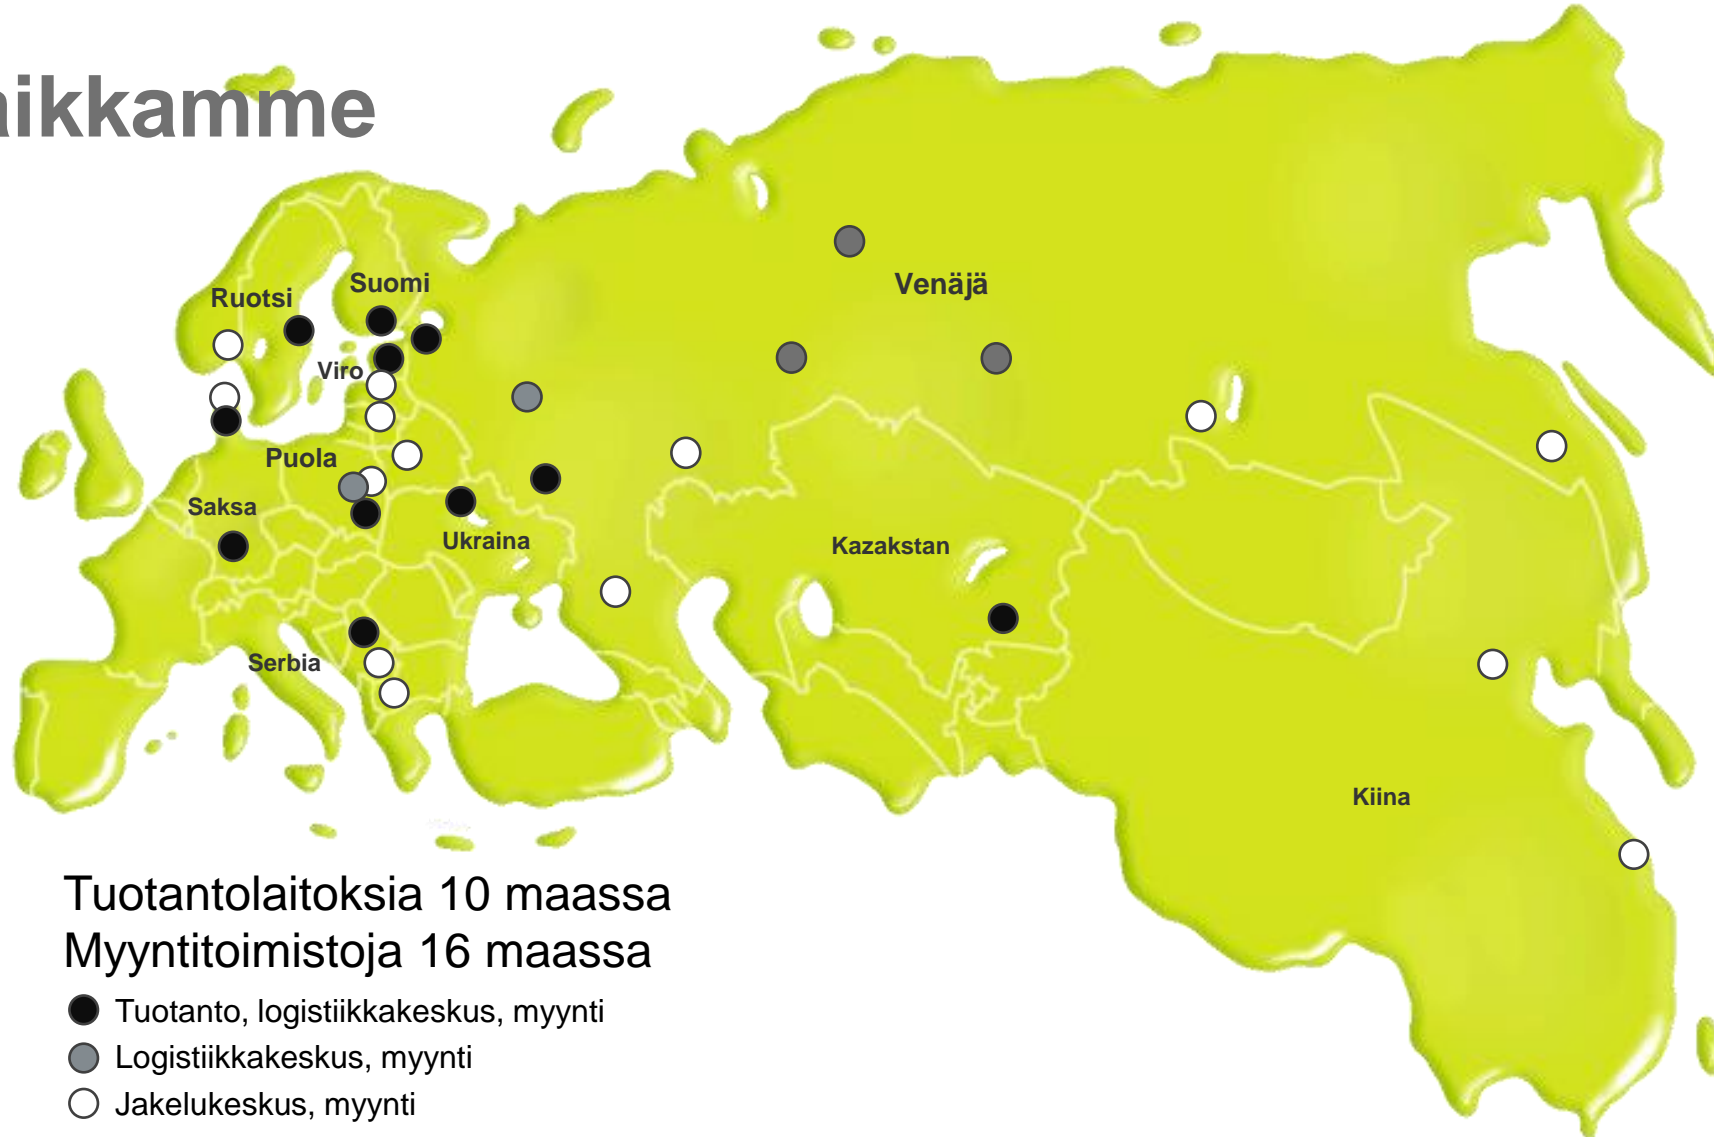 aikkamme
Suomi
Ruotsi
Venäjä
Viro
Puola
Saksa
Ukraina
Kazakstan
Serbia
Kiina
Tuotantolaitoksia 10 maassa
Myyntitoimistoja 16 maassa
Tuotanto, logistiikkakeskus, myynti
Logistiikkakeskus, myynti
Jakelukeskus, myynti